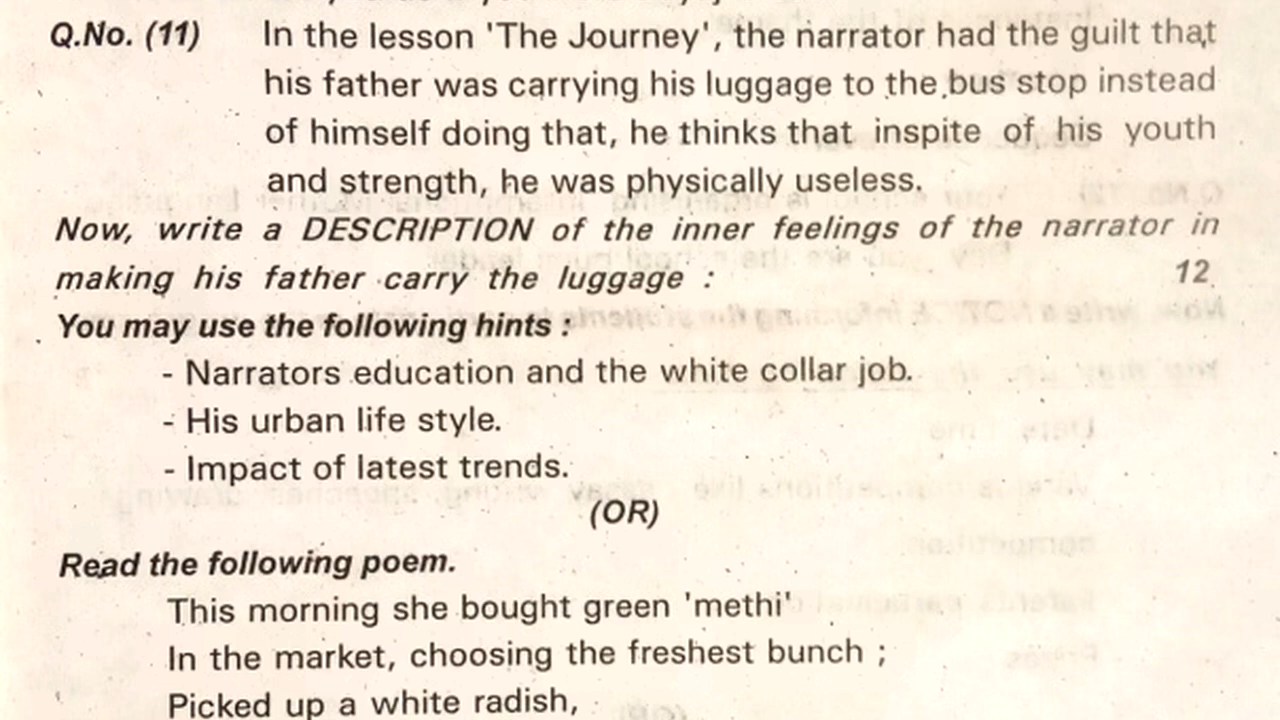 Q.No. (11) In the lesson 'The Journey', the narrator had the guilt that
his father was carrying his luggage to the bus stop instead
of himself doing that, he thinks that inspite of his youth
and strength, he was physically useless.
Now, write a DESCRIPTION of the inner feelings of the narrator in
making his father carry the luggage : 12
You may use the following hints :
- Narrators education and the white collar job.
- His urban life style.
- Impact of latest trends.
(OR)
Read the following poem.
This morning she bought green 'methi'
In the market, choosing the freshest bunch ;
Picked up a white radish,